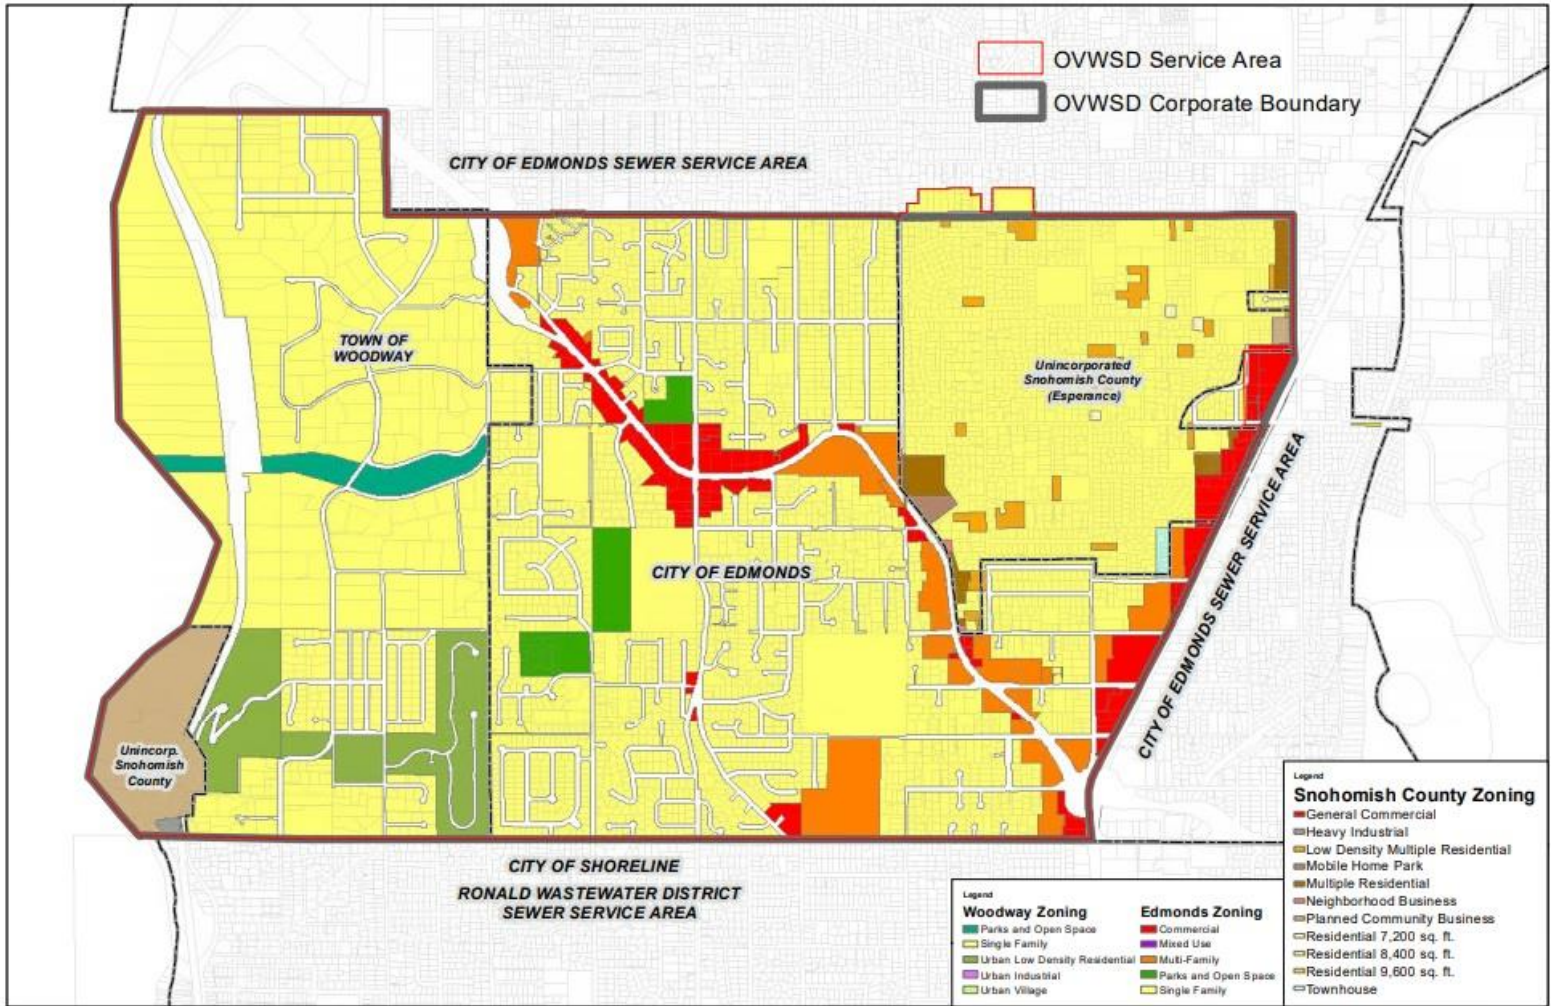 OVWSD Service Area
OVWSD Corporate Boundary
CITY OF EDMONDS SEWER SERVICE AREA
TOWN OF
WOODWAY
Unincorporated
Snohomish County
(Esperance)
CITY OF EDMONDS SEWER SERVICE AREA
CITY OF EDMONDS
Unincorp.
Snohomish
County
CITY OF SHORELINE
RONALD WASTEWATER DISTRICT
SEWER SERVICE AREA
Legend
Woodway Zoning
Parks and Open Space
Single Family
Urban Low Density Residential
Urban Industrial
Urban Village
Edmonds Zoning
Commercial
Mixed Use
Multi-Family
Parks and Open Space
Single Family
Legend
Snohomish County Zoning
General Commercial
Heavy Industrial
Low Density Multiple Residential
Mobile Home Park
Multiple Residential
Neighborhood Business
Planned Community Business
Residential 7,200 sq. ft.
Residential 8,400 sq. ft.
Residential 9,600 sq. ft.
Townhouse